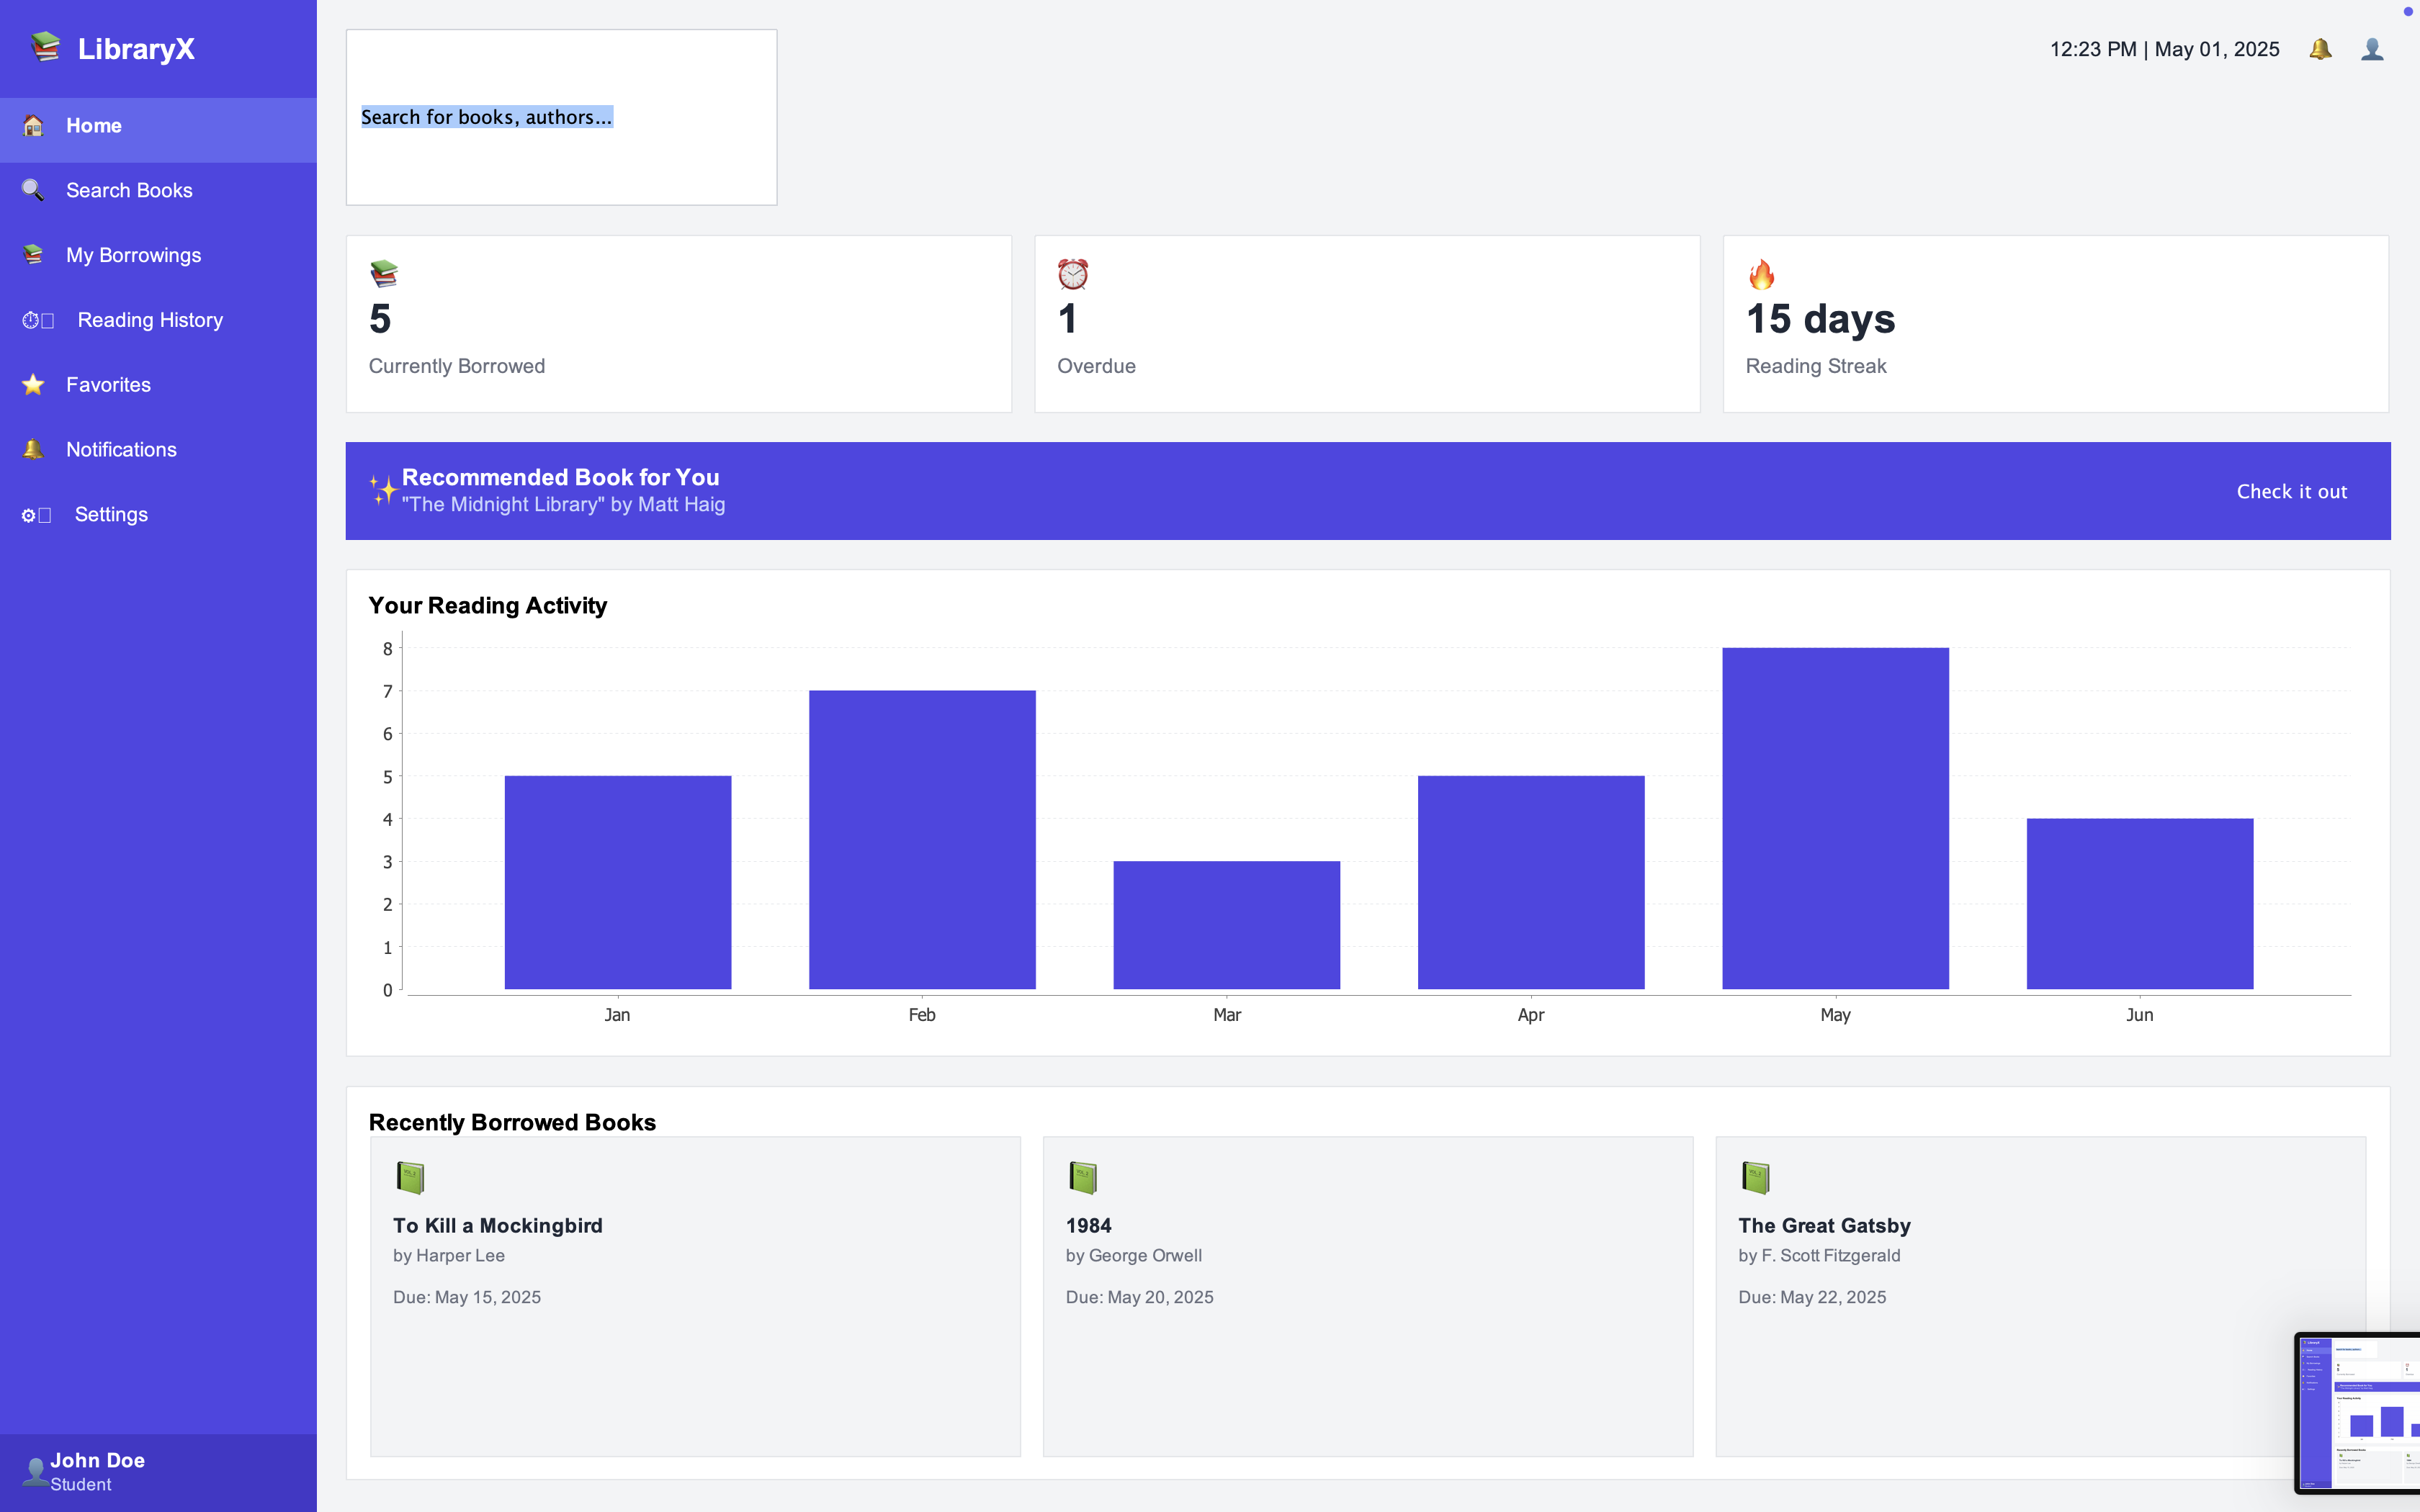 LibraryX
Home
Search Books
My Borrowings
Reading History
Favorites
Notifications
Settings
John Doe
Student
Search for books, authors...
12:23 PM | May 01, 2025
5
Currently Borrowed
1
Overdue
15 days
Reading Streak
Recommended Book for You
"The Midnight Library" by Matt Haig
Check it out
Your Reading Activity
8
7
6
5
4
3
2
1
0
Jan Feb Mar Apr May Jun
Recently Borrowed Books
To Kill a Mockingbird
by Harper Lee
Due: May 15, 2025
1984
by George Orwell
Due: May 20, 2025
The Great Gatsby
by F. Scott Fitzgerald
Due: May 22, 2025